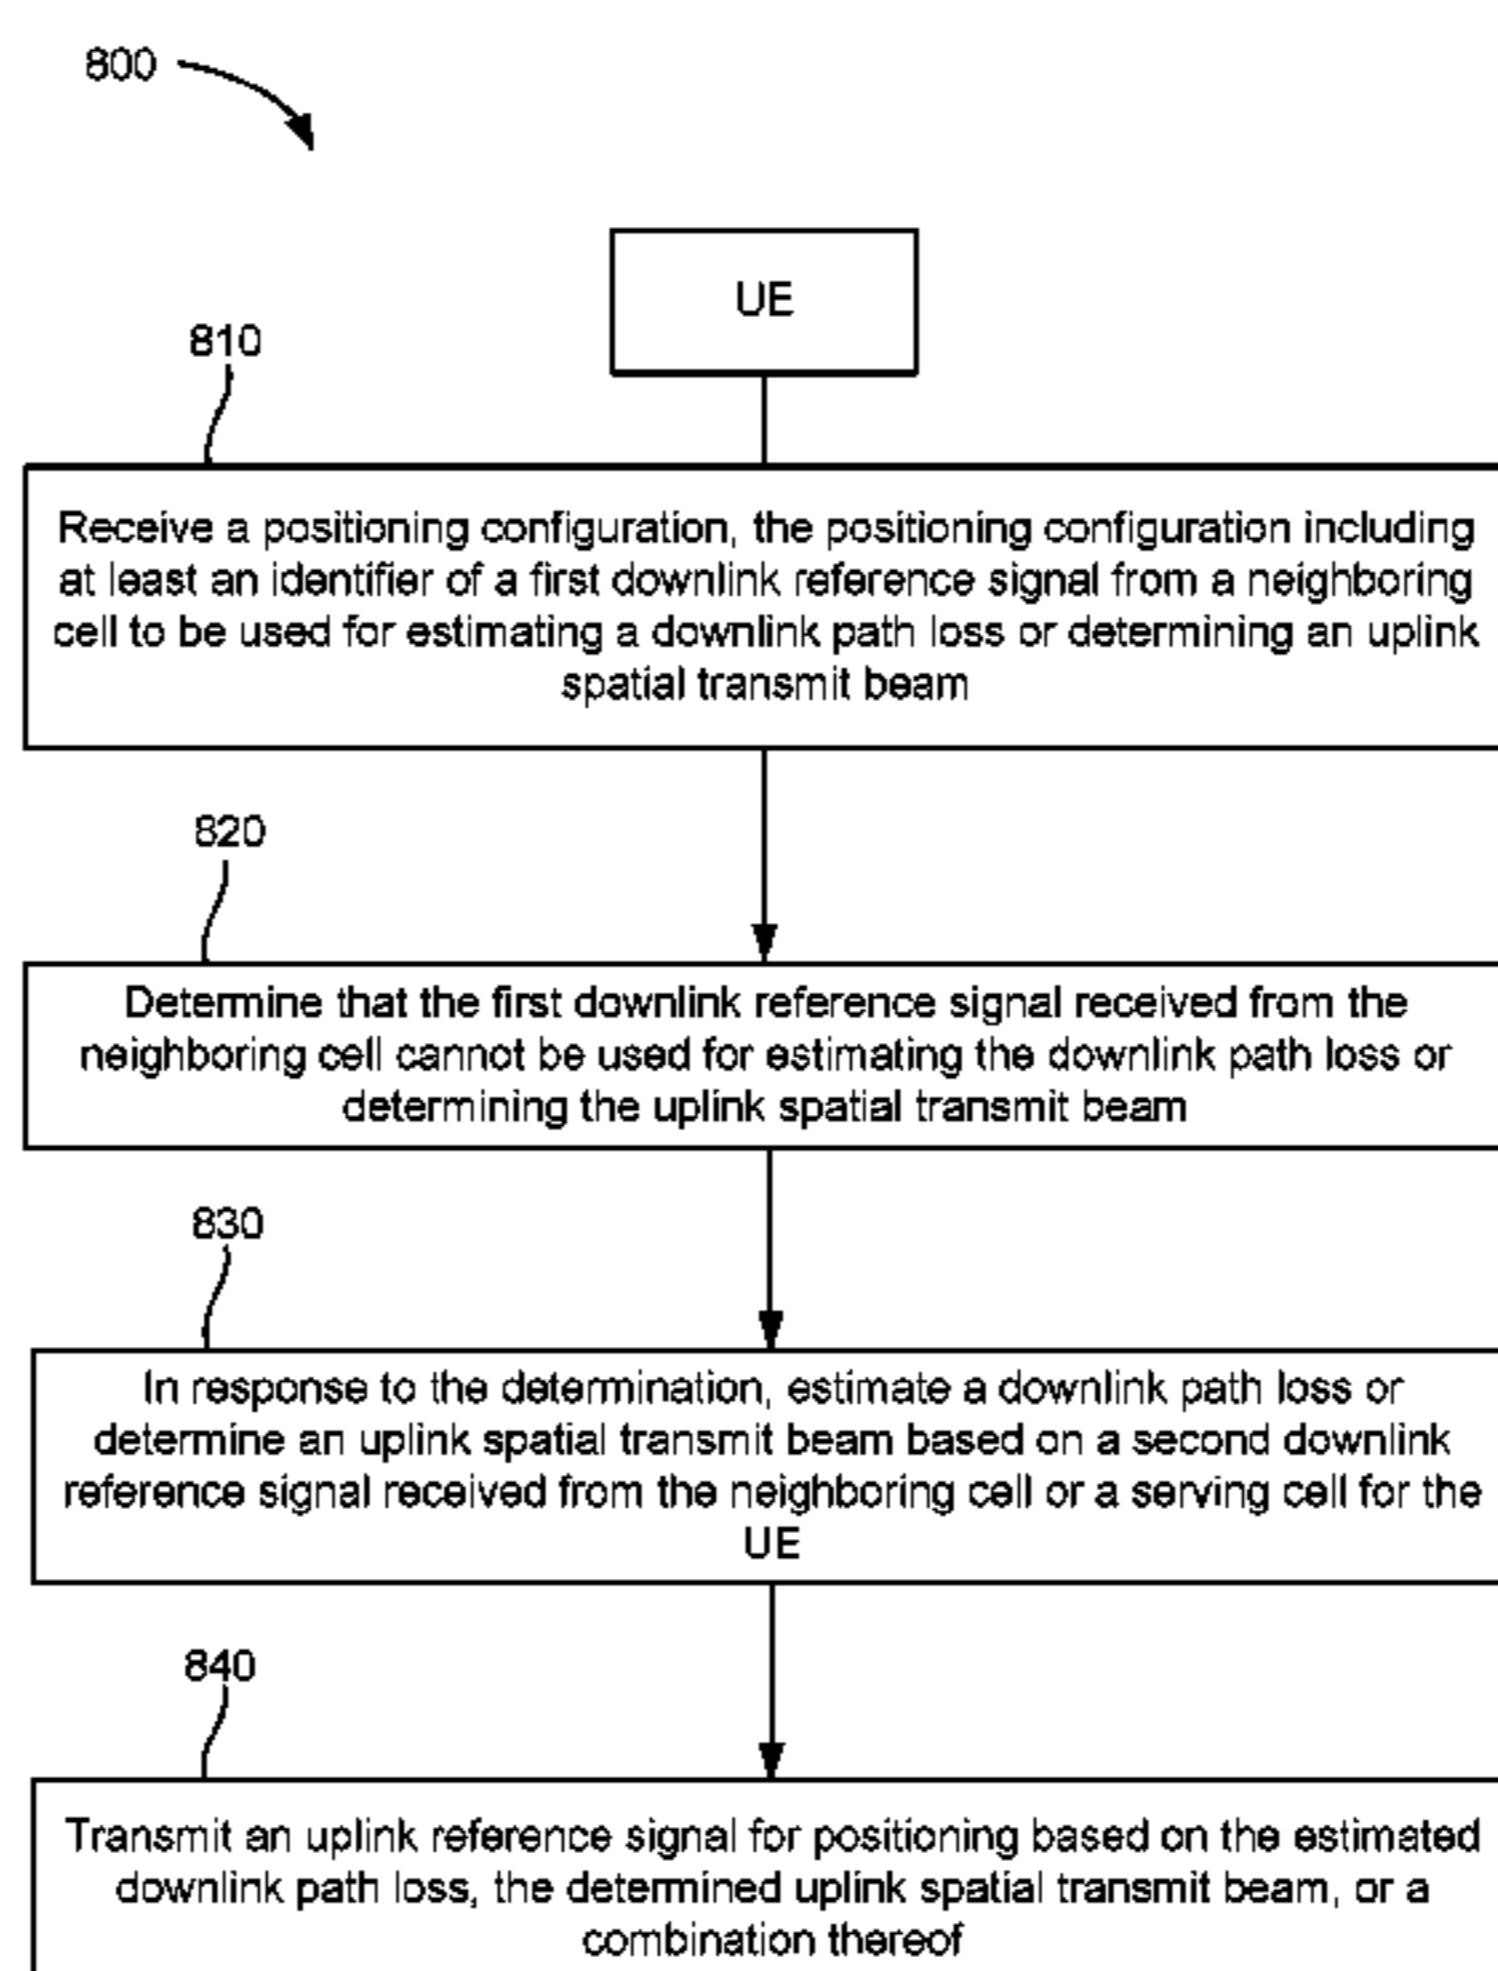 800
UE
810
Receive a positioning configuration, the positioning configuration including
at least an identifier of a first downlink reference signal from a neighboring
cell to be used for estimating a downlink path loss or determining an uplink
spatial transmit beam
820
Determine that the first downlink reference signal received from the
neighboring cell cannot be used for estimating the downlink path loss or
determining the uplink spatial transmit beam
830
In response to the determination, estimate a downlink path loss or
determine an uplink spatial transmit beam based on a second downlink
reference signal received from the neighboring cell or a serving cell for the
UE
840
Transmit an uplink reference signal for positioning based on the estimated
downlink path loss, the determined uplink spatial transmit beam, or a
combination thereof